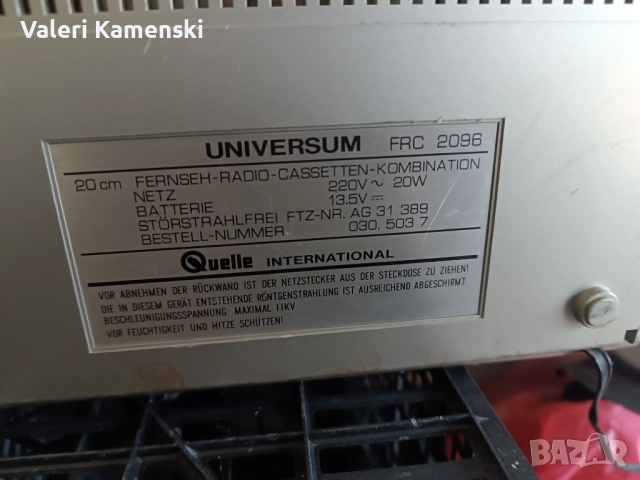 Valeri Kamenski
UNIVERSUM FRC 2096
20 cm FERNSEH-RADIO-CASSETTEN-KOMBINATION
NETZ 220V ~ 20W
BATTERIE 13.5V ⎓
STÖRSTRAHLFREI FTZ-NR. AG 31 389
BESTELL-NUMMER 030. 503 7
Quelle INTERNATIONAL
VOR ABNEHMEN DER RÜCKWAND IST DER NETZSTECKER AUS DER STECKDOSE ZU ZIEHEN!
DIE IN DIESEM GERÄT ENTSTEHENDE RÖNTGENSTRAHLUNG IST AUSREICHEND ABGESCHIRMT
BESCHLEUNIGUNGSSPANNUNG: MAXIMAL 11KV
VOR FEUCHTIGKEIT UND HITZE SCHÜTZEN!
BAZAR